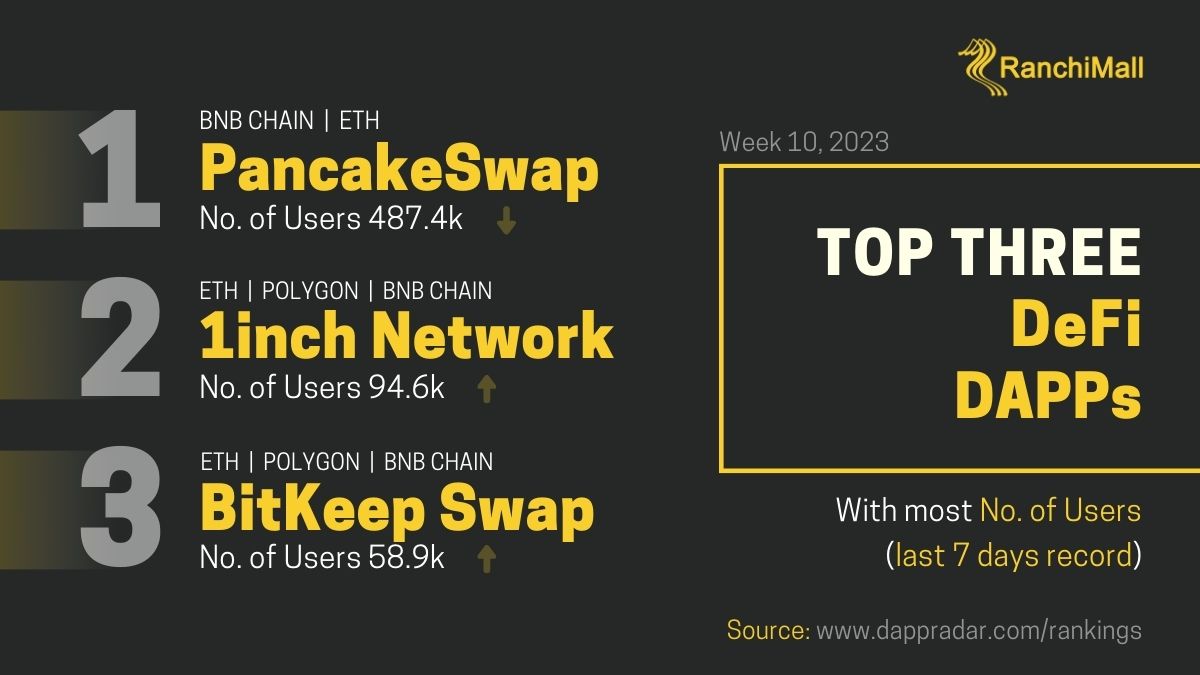 RanchiMall
1
BNB CHAIN | ETH
PancakeSwap
No. of Users 487.4k
2
ETH | POLYGON | BNB CHAIN
1inch Network
No. of Users 94.6k
3
ETH | POLYGON | BNB CHAIN
BitKeep Swap
No. of Users 58.9k
Week 10, 2023
TOP THREE
DeFi
DAPPs
With most No. of Users
(last 7 days record)
Source: www.dappradar.com/rankings